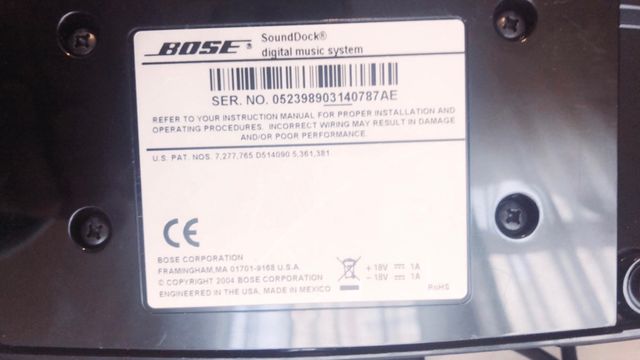 BOSE® SoundDock®
digital music system
SER. NO. 052398903140787AE
REFER TO YOUR INSTRUCTION MANUAL FOR PROPER INSTALLATION AND
OPERATING PROCEDURES. INCORRECT WIRING MAY RESULT IN DAMAGE
AND/OR POOR PERFORMANCE.
U.S. PAT. NOS. 7,277,765 D514090 5,361,381
CE
BOSE CORPORATION
FRAMINGHAM, MA 01701-9168 U.S.A
© COPYRIGHT 2004 BOSE CORPORATION
ENGINEERED IN THE USA, MADE IN MEXICO
+18V ⎓ 1A
-18V ⎓ 1A
RoHS